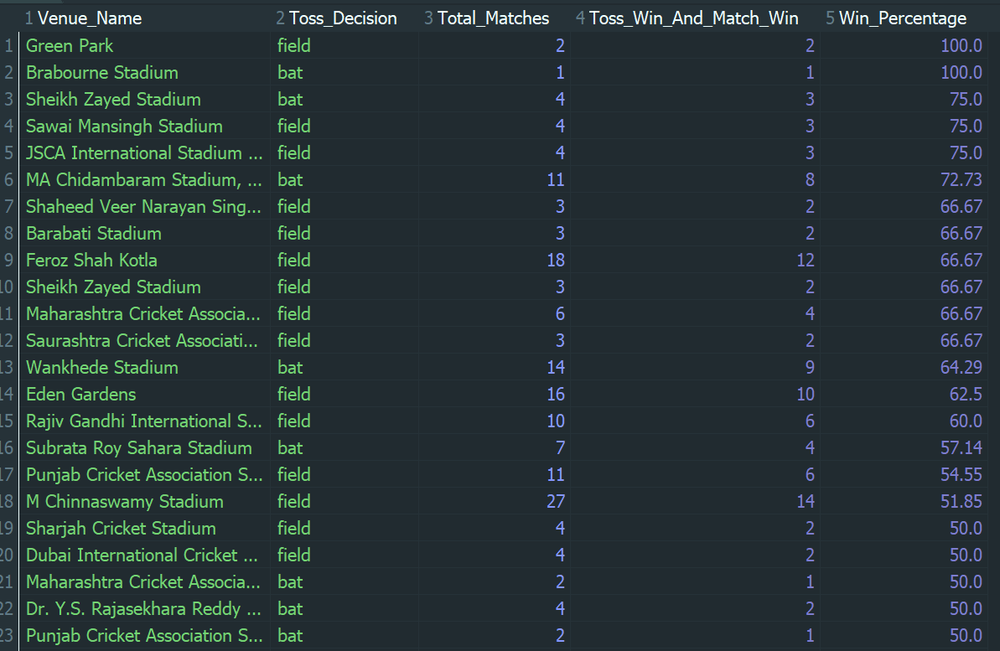 1 Venue_Name 2 Toss_Decision 3 Total_Matches 4 Toss_Win_And_Match_Win 5 Win_Percentage
1 Green Park field 2 2 100.0
2 Brabourne Stadium bat 1 1 100.0
3 Sheikh Zayed Stadium bat 4 3 75.0
4 Sawai Mansingh Stadium field 4 3 75.0
5 JSCA International Stadium ... field 4 3 75.0
6 MA Chidambaram Stadium, ... bat 11 8 72.73
7 Shaheed Veer Narayan Sing... field 3 2 66.67
8 Barabati Stadium field 3 2 66.67
9 Feroz Shah Kotla field 18 12 66.67
10 Sheikh Zayed Stadium field 3 2 66.67
11 Maharashtra Cricket Associa... field 6 4 66.67
12 Saurashtra Cricket Associati... field 3 2 66.67
13 Wankhede Stadium bat 14 9 64.29
14 Eden Gardens field 16 10 62.5
15 Rajiv Gandhi International S... field 10 6 60.0
16 Subrata Roy Sahara Stadium bat 7 4 57.14
17 Punjab Cricket Association S... field 11 6 54.55
18 M Chinnaswamy Stadium field 27 14 51.85
19 Sharjah Cricket Stadium field 4 2 50.0
20 Dubai International Cricket ... field 4 2 50.0
21 Maharashtra Cricket Associa... bat 2 1 50.0
22 Dr. Y.S. Rajasekhara Reddy ... bat 4 2 50.0
23 Punjab Cricket Association S... bat 2 1 50.0